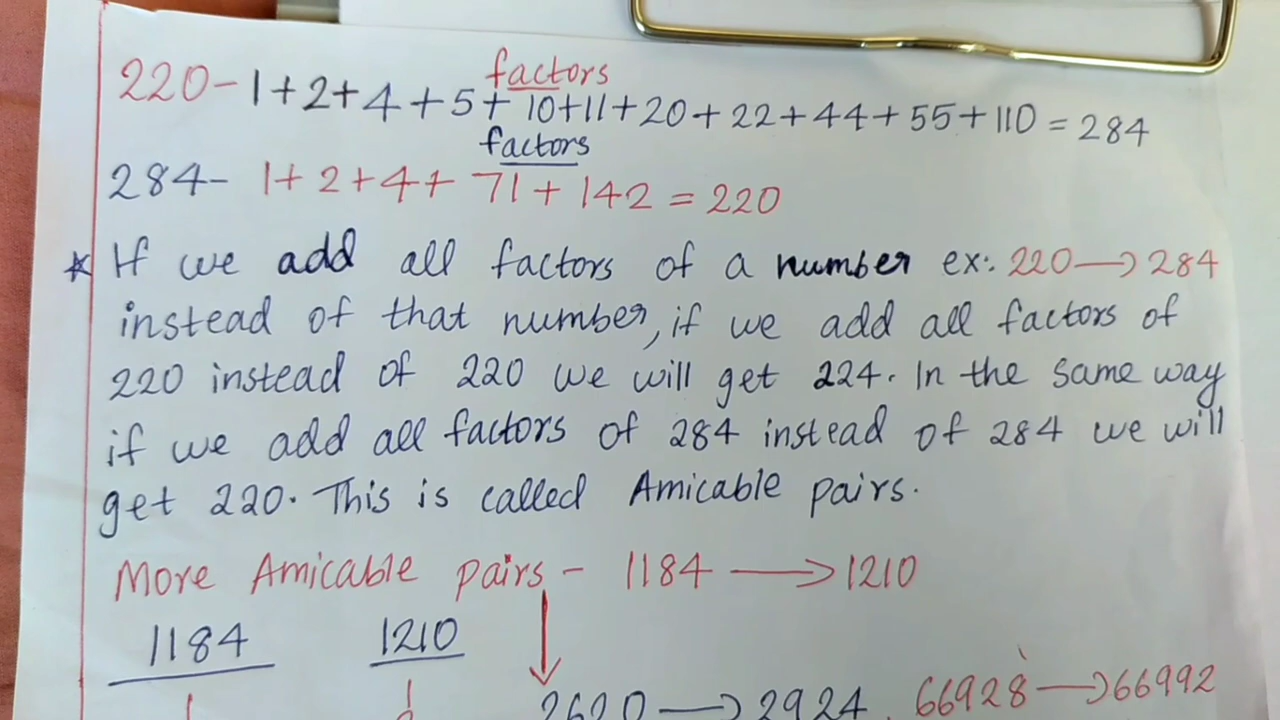 factors
220- 1+2+4+5+10+11+20+22+44+55+110 = 284
factors
284- 1+2+4+ 71+ 142 = 220
* If we add all factors of a number ex:. 220→284
instead of that number, if we add all factors of
220 instead of 220 we will get 224. In the same way
if we add all factors of 284 instead of 284 we will
get 220. This is called Amicable pairs.
More Amicable pairs - 1184 → 1210
1184 1210
2620 → 2924, 66928 → 66992